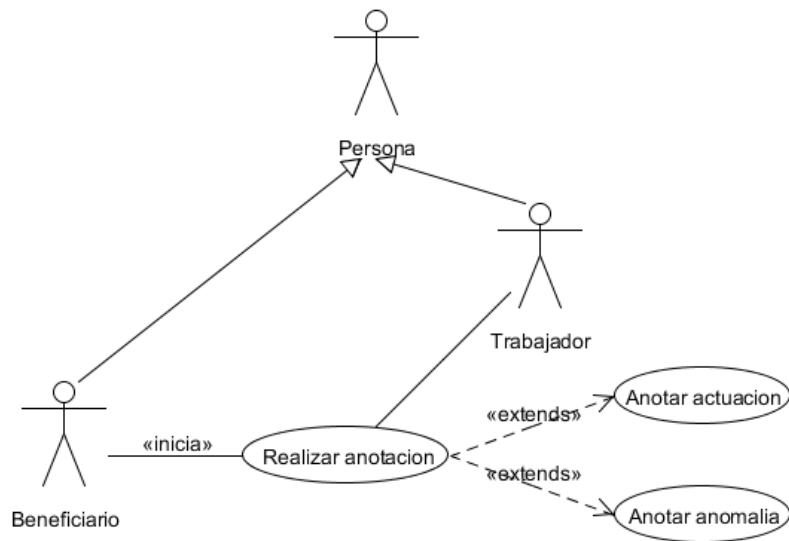 Persona
Trabajador
Anotar actuacion
«extends»
«inicia»
Realizar anotacion
«extends»
Beneficiario
Anotar anomalia